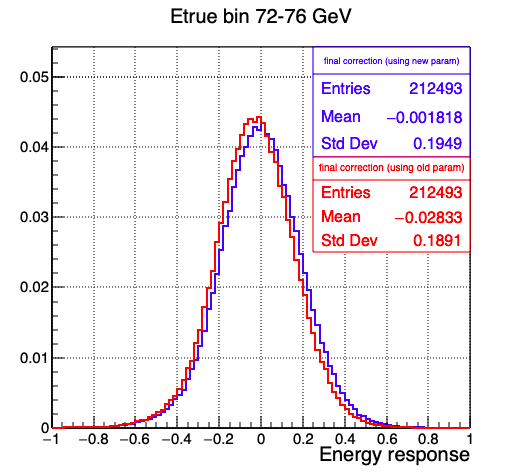 Etrue bin 72-76 GeV
final correction (using new param)
Entries 212493
Mean −0.001818
Std Dev 0.1949
final correction (using old param)
Entries 212493
Mean −0.02833
Std Dev 0.1891
0.05
0.04
0.03
0.02
0.01
0
−1 −0.8 −0.6 −0.4 −0.2 0 0.2 0.4 0.6 0.8 1
Energy response